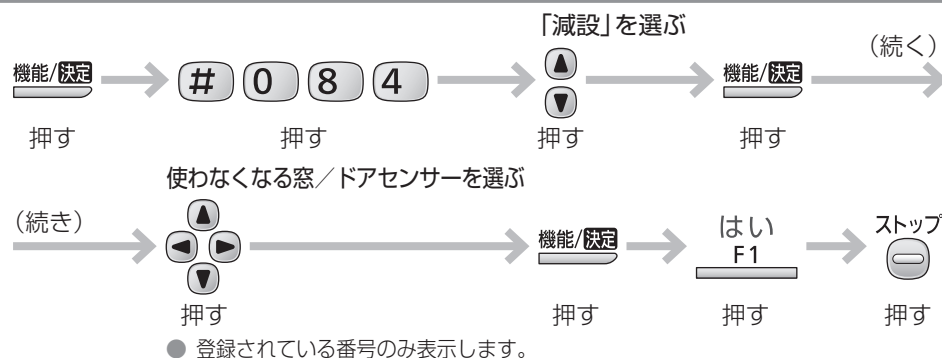 「減設」を選ぶ
機能/決定
#
0
8
4
機能/決定
(続く)
押す
押す
押す
押す
使わなくなる窓/ドアセンサーを選ぶ
(続き)
機能/決定
はい
F1
ストップ
押す
押す
押す
押す
● 登録されている番号のみ表示します。